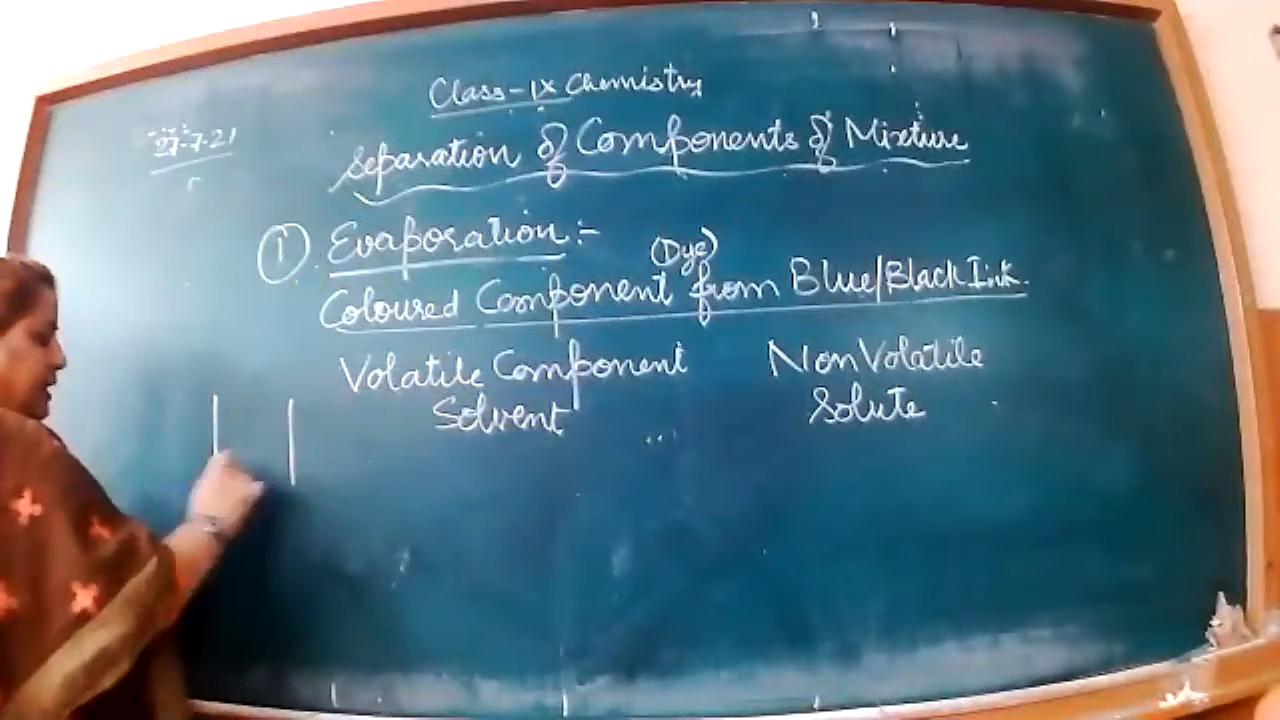 Class-IX Chemistry
27-7-21
Separation of Components of Mixture
① Evaporation :-
(Dye)
Coloured Component from Blue/Black Ink.
Volatile Component Non Volatile
Solvent Solute